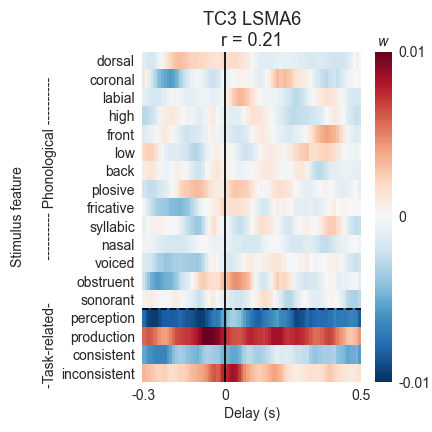 TC3 LSMA6
r = 0.21
w
dorsal
coronal
labial
high
front
low
back
plosive
fricative
syllabic
nasal
voiced
obstruent
sonorant
perception
production
consistent
inconsistent
Stimulus feature
---------- Phonological ----------
-Task-related-
-0.3
0
0.5
Delay (s)
0.01
0
-0.01